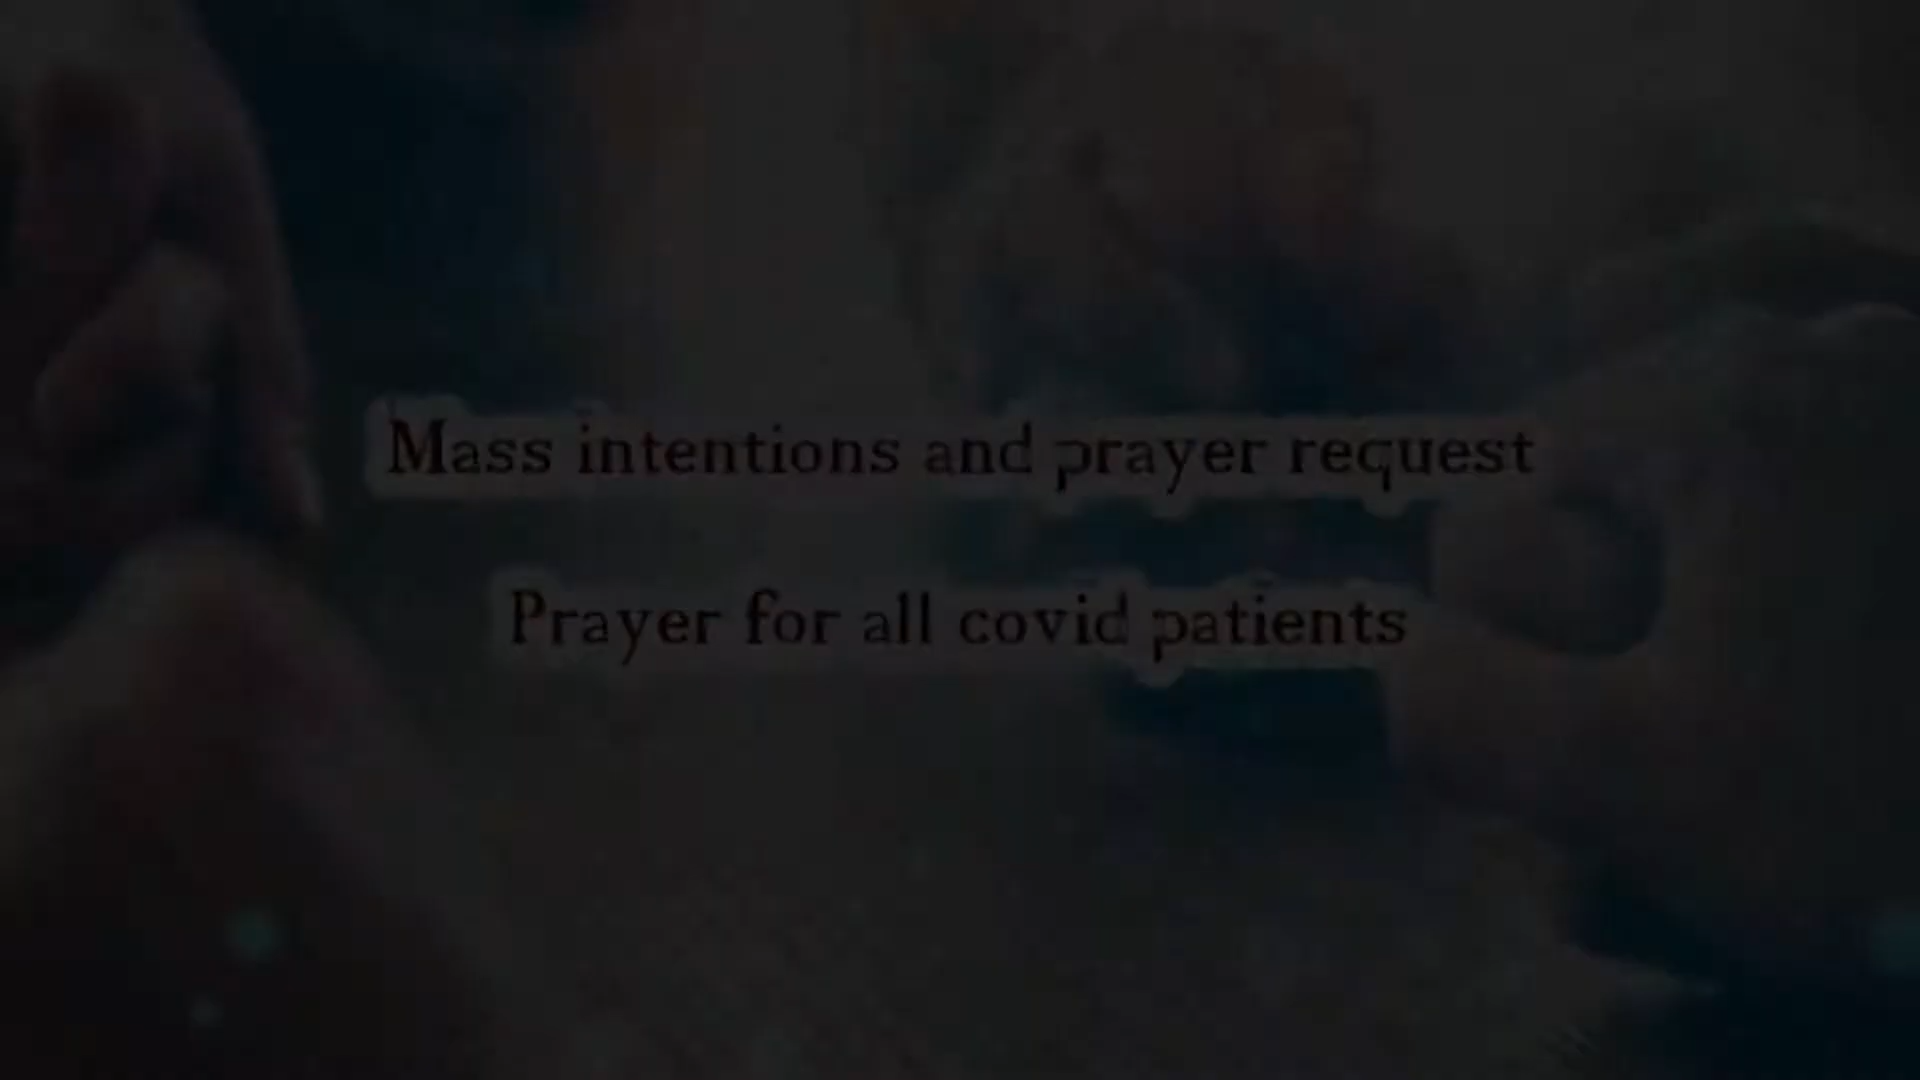 Mass intentions and prayer request
Prayer for all covid patients